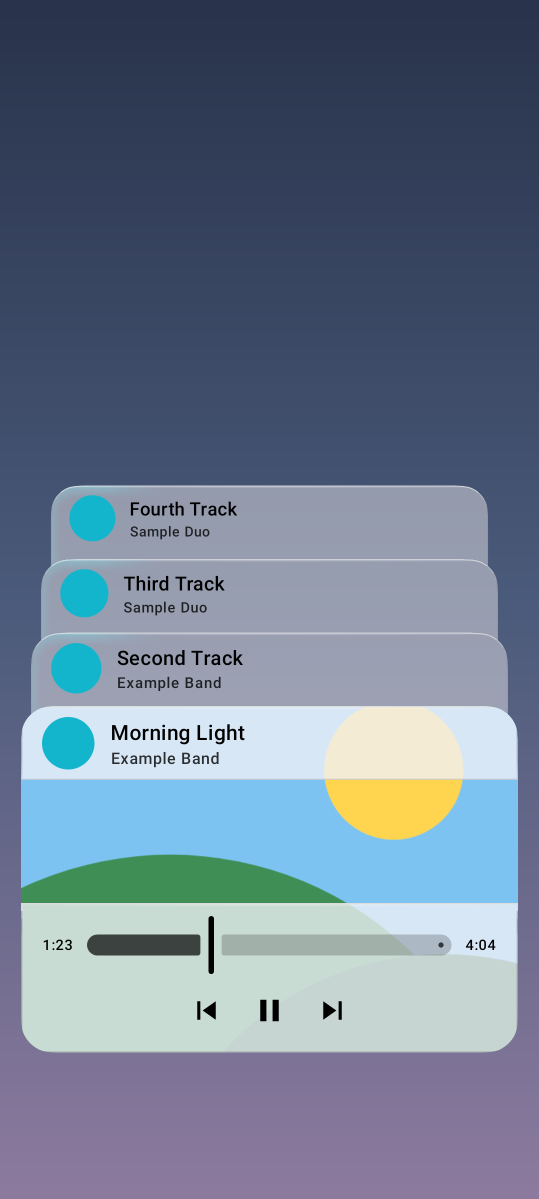 Fourth Track
Sample Duo
Third Track
Sample Duo
Second Track
Example Band
Morning Light
Example Band
1:23
4:04